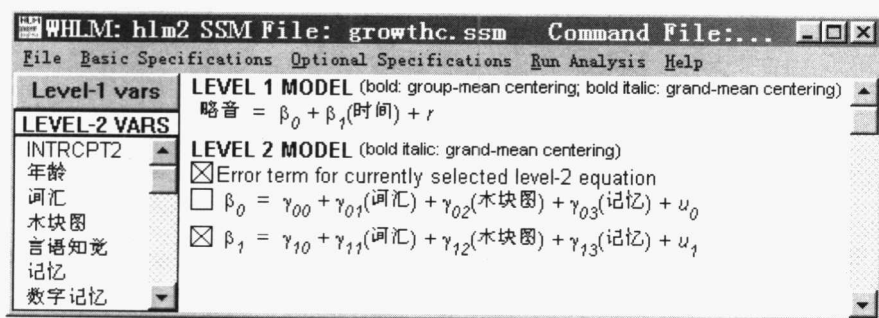 WHLM: hlm2 SSM File: growthc.ssm Command File:...
File Basic Specifications Optional Specifications Run Analysis Help
Level-1 vars
LEVEL-2 VARS
INTRCPT2
年龄
词汇
木块图
言语知觉
记忆
数字记忆
LEVEL 1 MODEL (bold: group-mean centering; bold italic: grand-mean centering)
略音 = β0 + β1(时间) + r
LEVEL 2 MODEL (bold italic: grand-mean centering)
Error term for currently selected level-2 equation
β0 = γ00 + γ01(词汇) + γ02(木块图) + γ03(记忆) + u0
β1 = γ10 + γ11(词汇) + γ12(木块图) + γ13(记忆) + u1